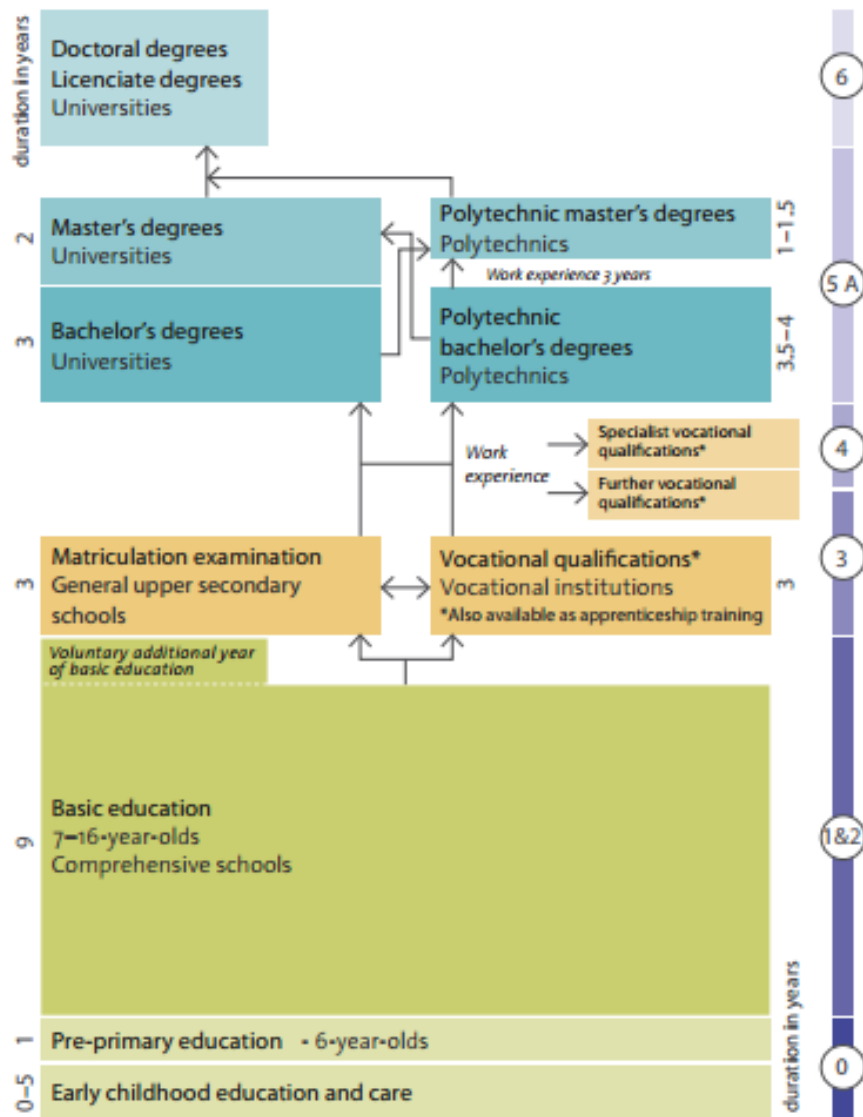 duration in years
Doctoral degrees
Licenciate degrees
Universities
6
2
Master's degrees
Universities
Polytechnic master's degrees
Polytechnics
1–1.5
Work experience 3 years
5 A
3
Bachelor's degrees
Universities
Polytechnic
bachelor's degrees
Polytechnics
3.5–4
Work
experience
Specialist vocational
qualifications*
Further vocational
qualifications*
4
3
Matriculation examination
General upper secondary
schools
Vocational qualifications*
Vocational institutions
*Also available as apprenticeship training
3
3
Voluntary additional year
of basic education
9
Basic education
7–16-year-olds
Comprehensive schools
1&2
1
Pre-primary education - 6-year-olds
0–5
Early childhood education and care
duration in years
0